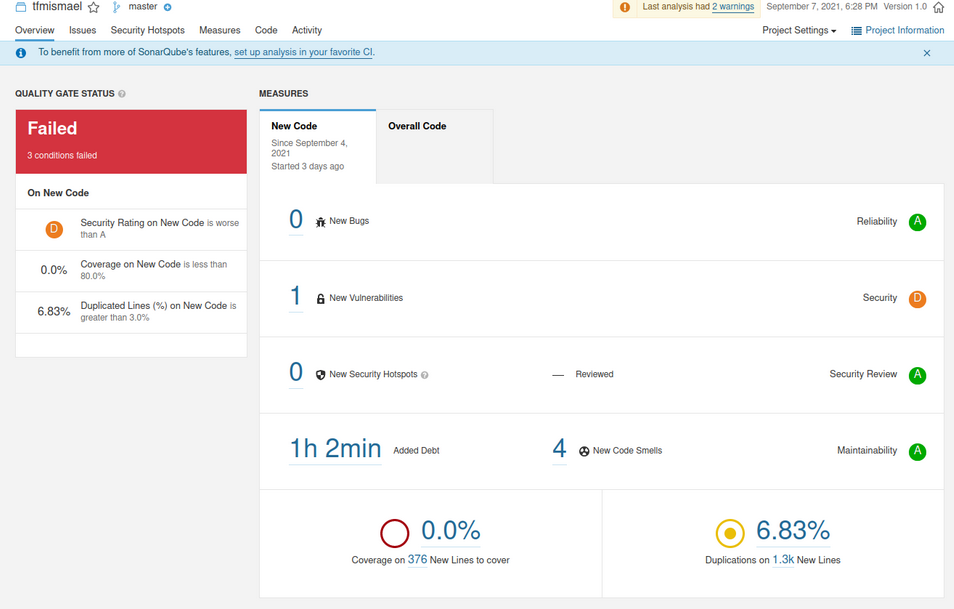 tfmismael master Last analysis had 2 warnings September 7, 2021, 6:28 PM Version 1.0
Overview Issues Security Hotspots Measures Code Activity Project Settings Project Information
To benefit from more of SonarQube's features, set up analysis in your favorite CI.
QUALITY GATE STATUS ?
Failed
3 conditions failed
On New Code
D Security Rating on New Code is worse
than A
0.0% Coverage on New Code is less than
80.0%
6.83% Duplicated Lines (%) on New Code is
greater than 3.0%
MEASURES
New Code
Since September 4,
2021
Started 3 days ago
Overall Code
0 New Bugs Reliability A
1 New Vulnerabilities Security D
0 New Security Hotspots ? — Reviewed Security Review A
1h 2min Added Debt 4 New Code Smells Maintainability A
0.0%
Coverage on 376 New Lines to cover
6.83%
Duplications on 1.3k New Lines